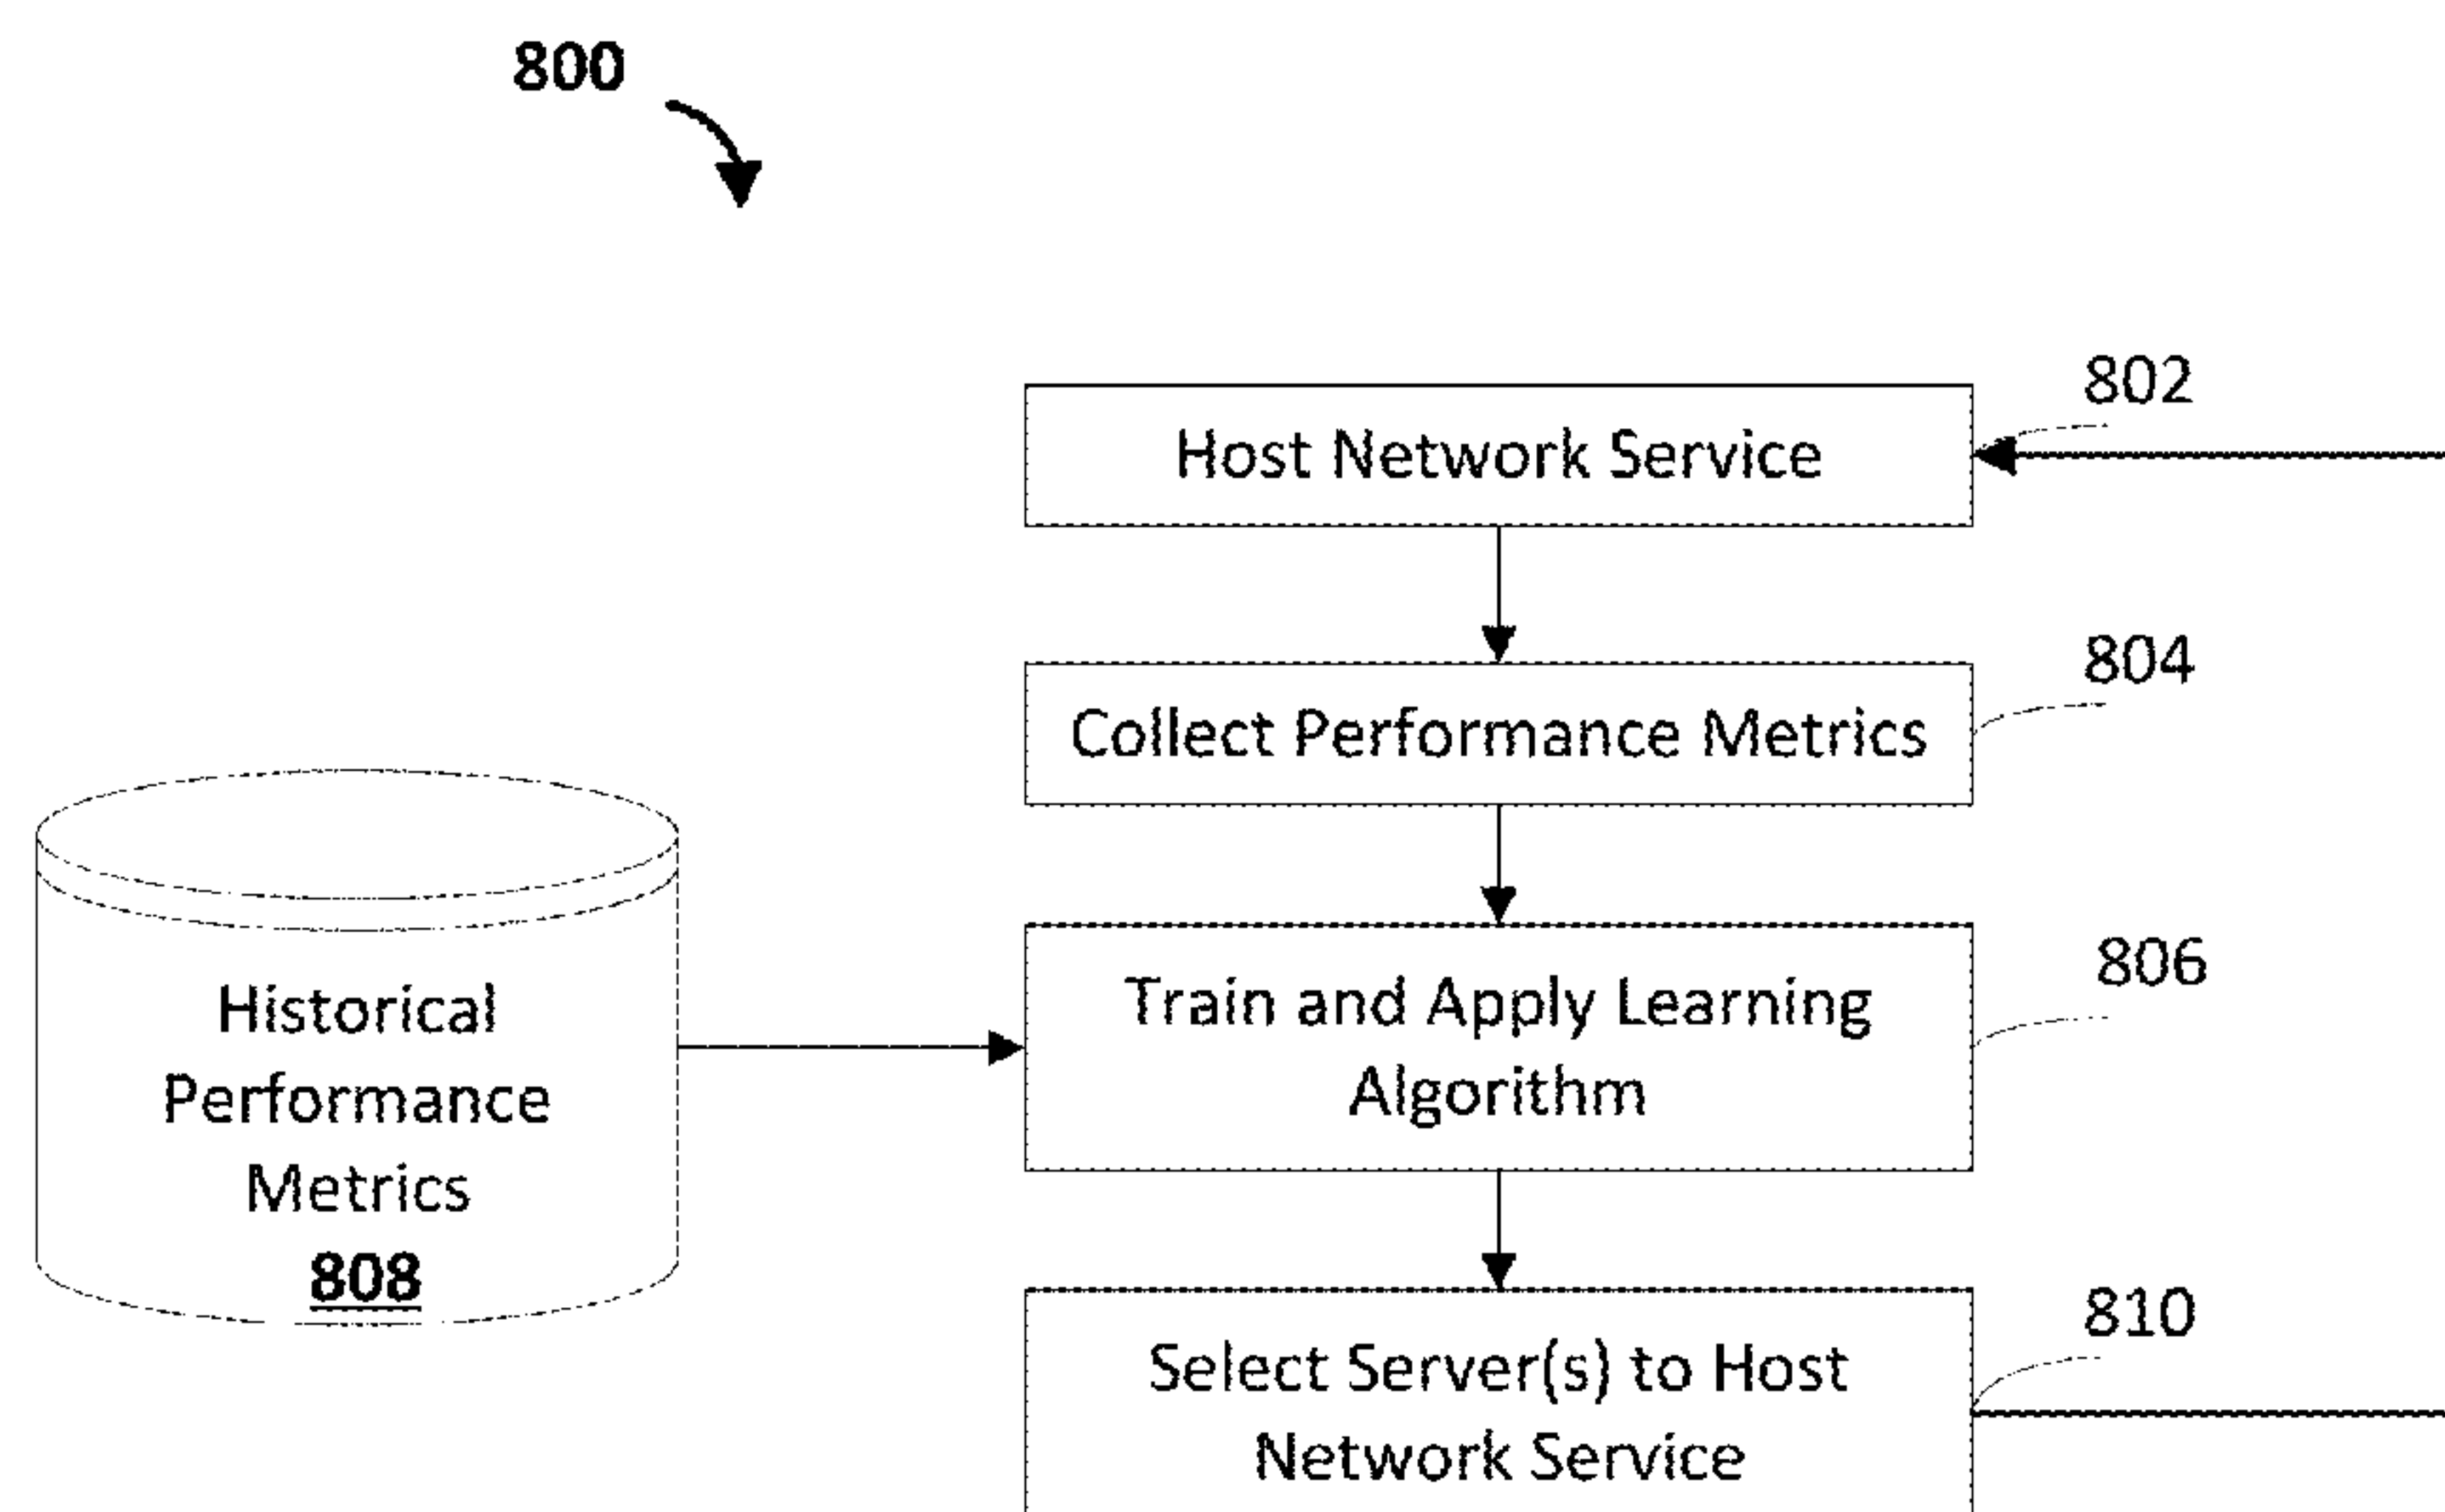 800
802
Host Network Service
804
Collect Performance Metrics
806
Train and Apply Learning
Algorithm
Historical
Performance
Metrics
808
810
Select Server(s) to Host
Network Service